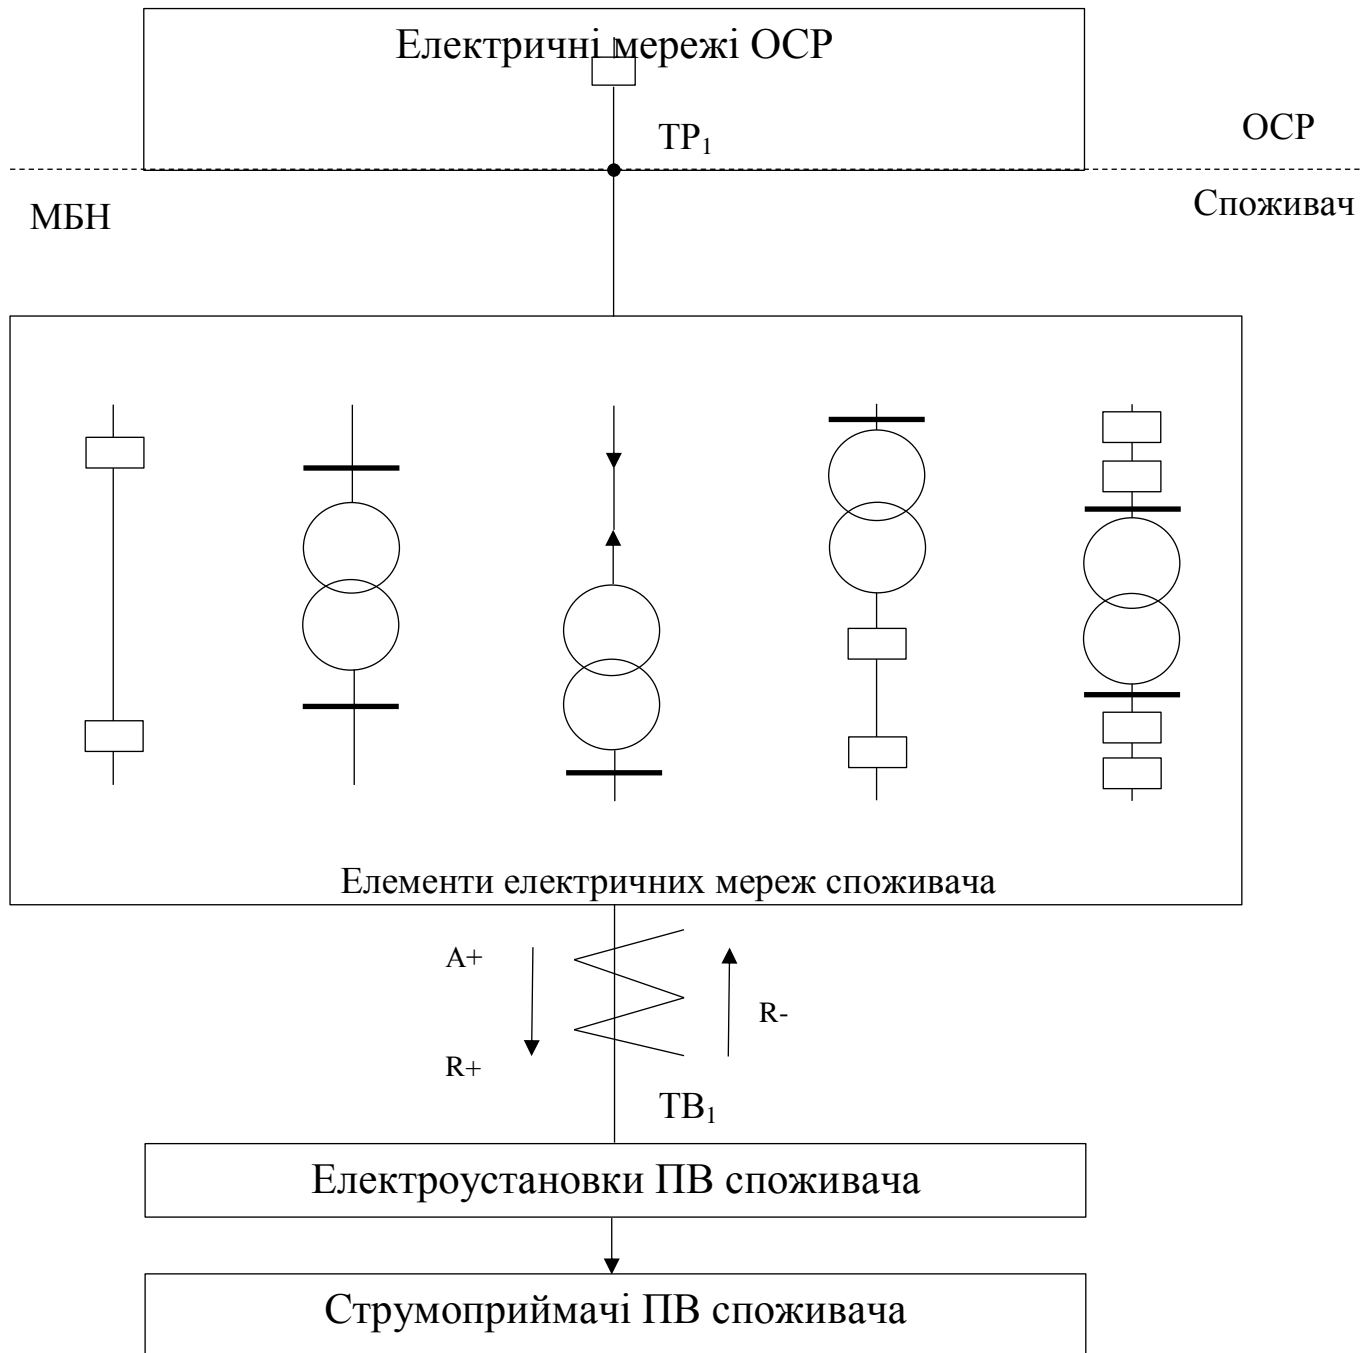 Електричні мережі ОСР
ТР₁
ОСР
МБН
Споживач
Елементи електричних мереж споживача
А+
R-
R+
ТВ₁
Електроустановки ПВ споживача
Струмоприймачі ПВ споживача